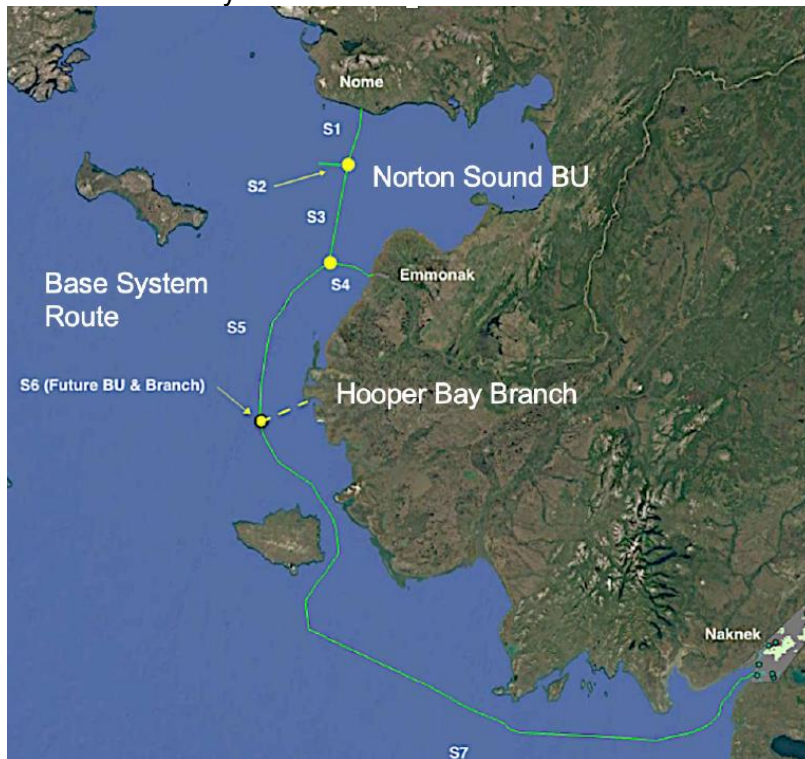 Nome
S1
S2
Norton Sound BU
S3
Emmonak
S4
Base System
Route
S5
S6 (Future BU & Branch)
Hooper Bay Branch
Naknek
S7